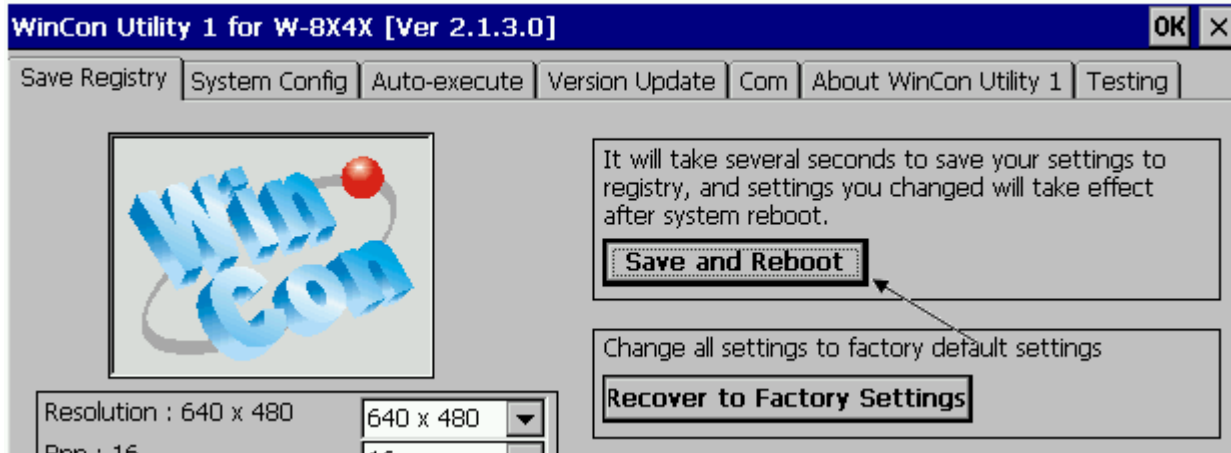 WinCon Utility 1 for W-8X4X [Ver 2.1.3.0]
OK
Save Registry System Config Auto-execute Version Update Com About WinCon Utility 1 Testing
Win
Con
It will take several seconds to save your settings to
registry, and settings you changed will take effect
after system reboot.
Save and Reboot
Change all settings to factory default settings
Recover to Factory Settings
Resolution : 640 x 480
640 x 480